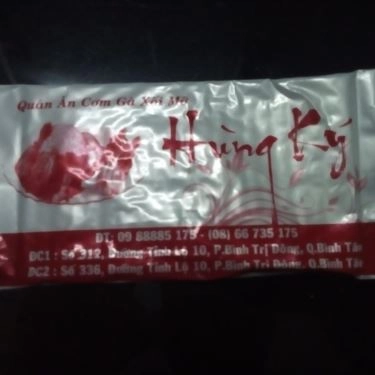 Quán Ăn Cơm Gà Xối Mỡ
Hùng Ký
ĐT: 09 88885 175 - (08) 66 735 175
ĐC1 : Số 312, Đường Tỉnh Lộ 10, P.Bình Trị Đông, Q.Bình Tân
ĐC2 : Số 336, Đường Tỉnh Lộ 10, P.Bình Trị Đông, Q.Bình Tân